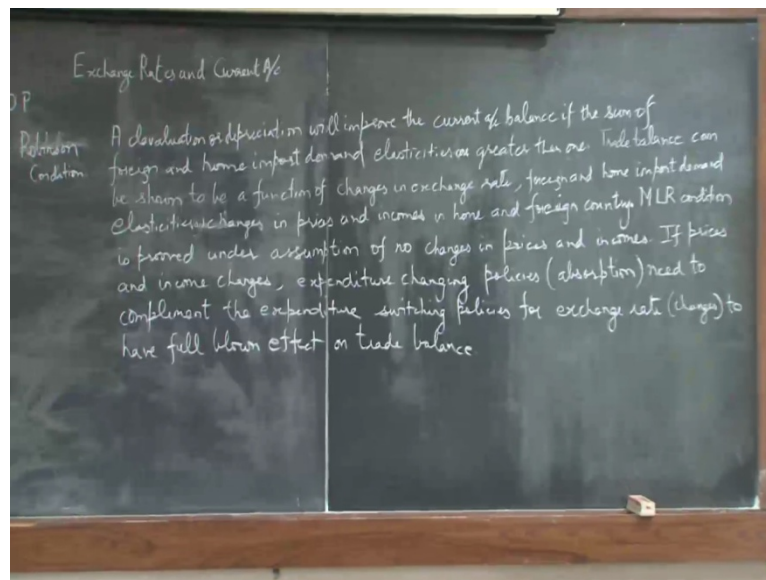 Exchange Rates and Current A/c
P
Robinson
Condition
A devaluation or depreciation will improve the current a/c balance if the sum of
foreign and home import demand elasticities are greater than one. Trade balance can
be shown to be a function of changes in exchange rate, foreign and home import demand
elasticities changes in prices and incomes in home and foreign country MLR condition
is proved under assumption of no changes in prices and incomes. If prices
and income changes, expenditure changing policies (absorption) need to
compliment the expenditure switching policies for exchange rate (changes) to
have full blown effect on trade balance